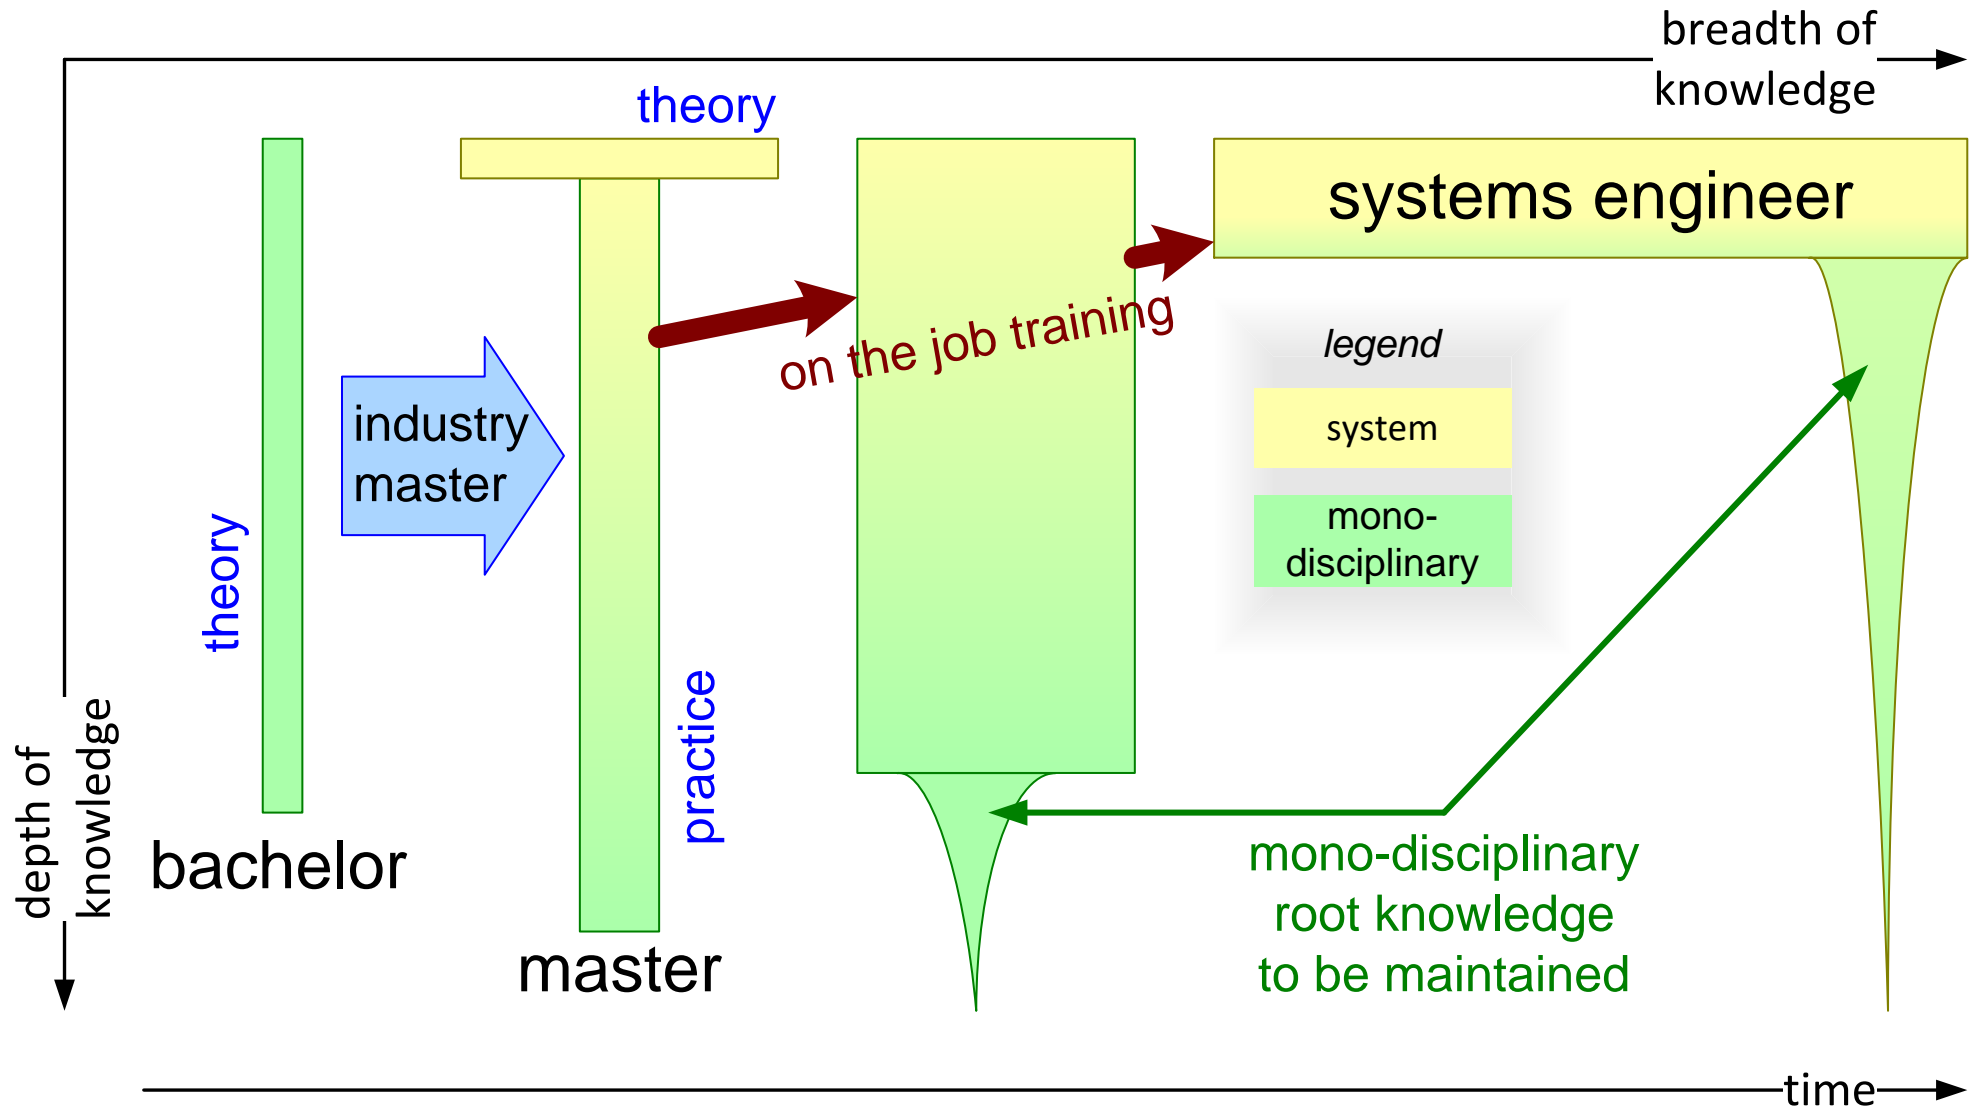 breadth of
knowledge
theory
systems engineer
on the job training
legend
system
mono-
disciplinary
industry
master
theory
practice
depth of
knowledge
bachelor
master
mono-disciplinary
root knowledge
to be maintained
time